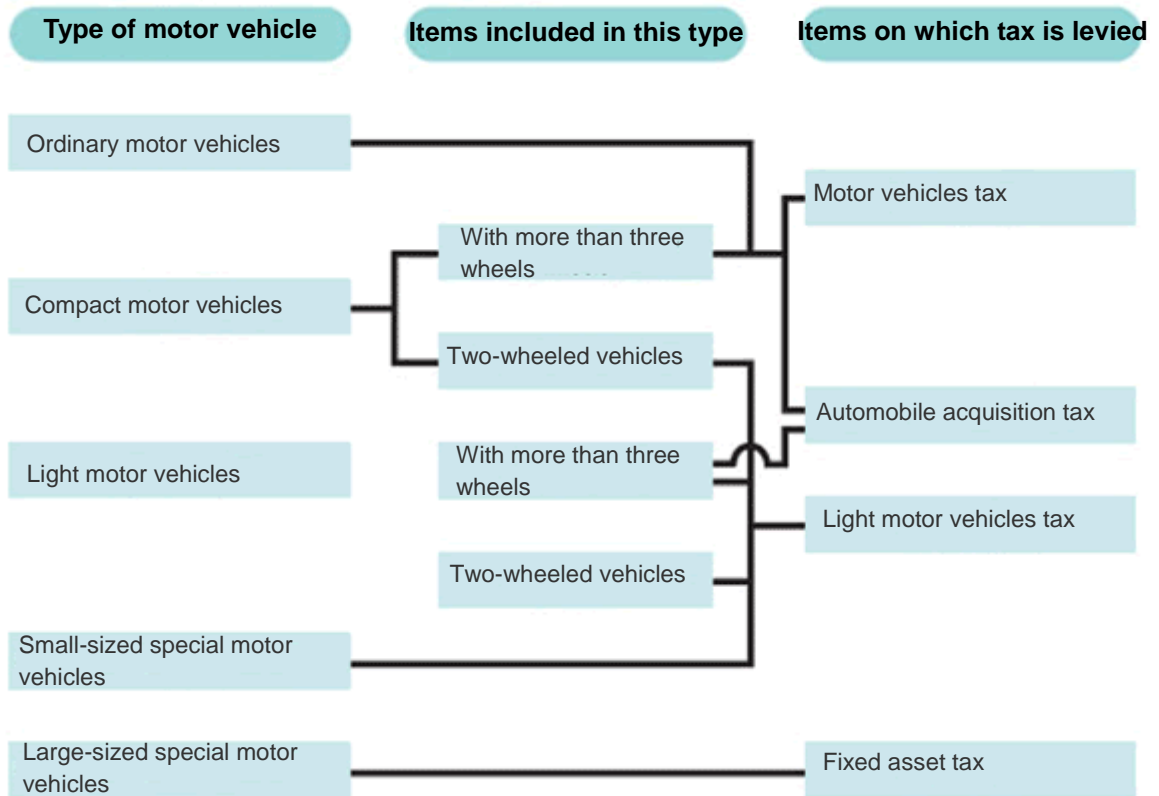 Type of motor vehicle
Items included in this type
Items on which tax is levied
Ordinary motor vehicles
Motor vehicles tax
With more than three
wheels
Compact motor vehicles
Two-wheeled vehicles
Automobile acquisition tax
With more than three
wheels
Light motor vehicles
Light motor vehicles tax
Two-wheeled vehicles
Small-sized special motor
vehicles
Large-sized special motor
vehicles
Fixed asset tax